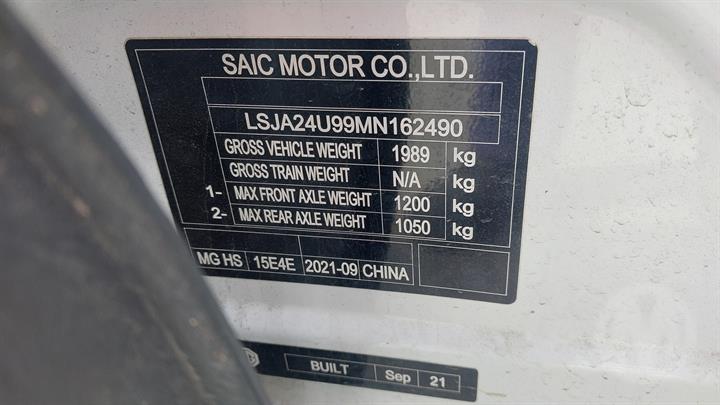 SAIC MOTOR CO.,LTD.
LSJA24U99MN162490
GROSS VEHICLE WEIGHT 1989 kg
GROSS TRAIN WEIGHT N/A kg
1- MAX FRONT AXLE WEIGHT 1200 kg
2- MAX REAR AXLE WEIGHT 1050 kg
MG HS 15E4E 2021-09 CHINA
BUILT Sep 21